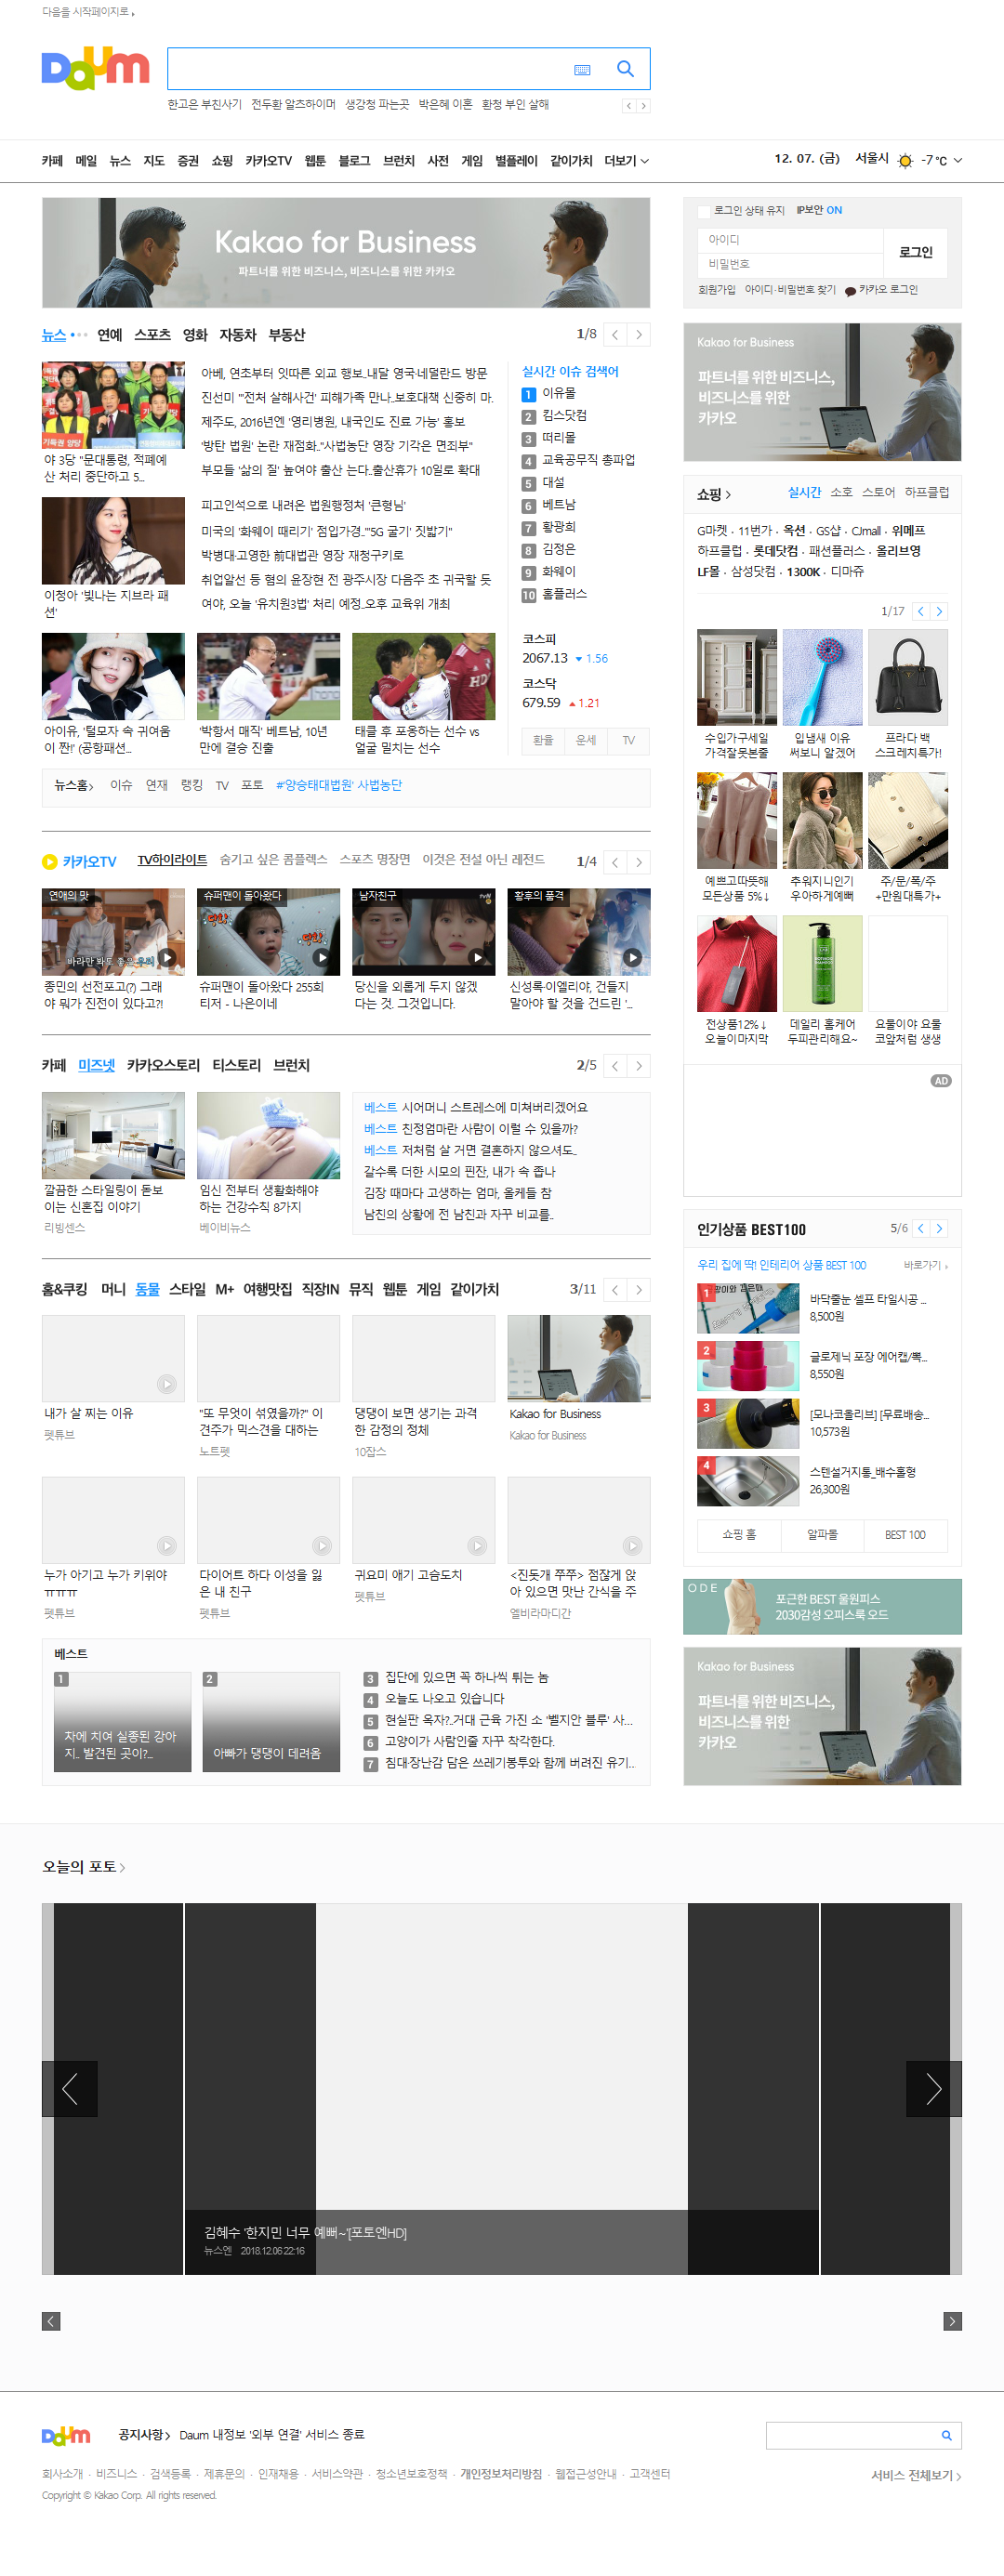 다음을 시작페이지로
Daum
한고은 부친사기 전두환 알츠하이머 생강청 파는곳 박은혜 이혼 환청 부인 살해
카페 메일 뉴스 지도 증권 쇼핑 카카오TV 웹툰 블로그 브런치 사전 게임 별플레이 같이가치 더보기
12. 07. (금) 서울시 -7 °C
Kakao for Business
파트너를 위한 비즈니스, 비즈니스를 위한 카카오
로그인 상태 유지 IP보안 ON
아이디
비밀번호
로그인
회원가입 아이디·비밀번호 찾기 카카오 로그인
뉴스 연예 스포츠 영화 자동차 부동산
1/8
야 3당 "문대통령, 적폐예
산 처리 중단하고 5...
이청아 '빛나는 지브라 패
션'
아베, 연초부터 잇따른 외교 행보..내달 영국·네덜란드 방문
진선미 "'전처 살해사건' 피해가족 만나..보호대책 신중히 마.
제주도, 2016년엔 '영리병원, 내국인도 진료 가능' 홍보
'방탄 법원' 논란 재점화.."사법농단 영장 기각은 면죄부"
부모들 '삶의 질' 높여야 출산 는다..출산휴가 10일로 확대
피고인석으로 내려온 법원행정처 '큰형님'
미국의 '화웨이 때리기' 점입가경.."'5G 굴기' 짓밟기"
박병대·고영한 前대법관 영장 재청구키로
취업알선 등 혐의 윤장현 전 광주시장 다음주 초 귀국할 듯
여야, 오늘 '유치원3법' 처리 예정..오후 교육위 개최
아이유, '털모자 속 귀여움
이 짠!' (공항패션...
'박항서 매직' 베트남, 10년
만에 결승 진출
태클 후 포옹하는 선수 vs
얼굴 밀치는 선수
실시간 이슈 검색어
1 이유몰
2 킴스닷컴
3 떠리몰
4 교육공무직 총파업
5 대설
6 베트남
7 황광희
8 김정은
9 화웨이
10 홈플러스
코스피
2067.13 1.56
코스닥
679.59 1.21
환율 운세 TV
뉴스홈 이슈 연재 랭킹 TV 포토 #'양승태대법원' 사법농단
Kakao for Business
파트너를 위한 비즈니스,
비즈니스를 위한
카카오
쇼핑 실시간 소호 스토어 하프클럽
G마켓 · 11번가 · 옥션 · GS샵 · CJmall · 위메프
하프클럽 · 롯데닷컴 · 패션플러스 · 올리브영
LF몰 · 삼성닷컴 · 1300K · 디마쥬
1/17
수입가구세일
가격잘못본줄
입냄새 이유
써보니 알겠어
프라다 백
스크레치특가!
예쁘고따뜻해
모든상품 5%↓
추워지니인기
우아하게예뻐
주/문/폭/주
+만원대특가+
전상품12%↓
오늘이마지막
데일리 홈케어
두피관리해요~
요물이야 요물
코앞처럼 생생
AD
카카오TV TV하이라이트 숨기고 싶은 콤플렉스 스포츠 명장면 이것은 전설 아닌 레전드
1/4
연애의 맛
슈퍼맨이 돌아왔다
남자친구
황후의 품격
종민의 선전포고(?) 그래
야 뭐가 진전이 있다고?!
슈퍼맨이 돌아왔다 255회
티저 - 나은이네
당신을 외롭게 두지 않겠
다는 것. 그것입니다.
신성록·이엘리야, 건들지
말아야 할 것을 건드린 '...
카페 미즈넷 카카오스토리 티스토리 브런치
2/5
깔끔한 스타일링이 돋보
이는 신혼집 이야기
리빙센스
임신 전부터 생활화해야
하는 건강수칙 8가지
베이비뉴스
베스트 시어머니 스트레스에 미쳐버리겠어요
베스트 친정엄마란 사람이 이럴 수 있을까?
베스트 저처럼 살 거면 결혼하지 않으셔도..
갈수록 더한 시모의 핀잔, 내가 속 좁나
김장 때마다 고생하는 엄마, 올케들 참
남친의 상황에 전 남친과 자꾸 비교를..
인기상품 BEST100
5/6
우리 집에 딱! 인테리어 상품 BEST 100 바로가기
1
바닥줄눈 셀프 타일시공 ...
8,500원
2
글로제닉 포장 에어캡/뽁...
8,550원
3
[모나코올리브] [무료배송...
10,573원
4
스텐설거지통_배수홀형
26,300원
쇼핑 홈 알파몰 BEST 100
홈&쿠킹 머니 동물 스타일 M+ 여행맛집 직장IN 뮤직 웹툰 게임 같이가치
3/11
내가 살 찌는 이유
펫튜브
"또 무엇이 섞였을까?" 이
견주가 믹스견을 대하는
노트펫
댕댕이 보면 생기는 과격
한 감정의 정체
10잡스
Kakao for Business
Kakao for Business
누가 아기고 누가 키위야
ㅠㅠㅠ
펫튜브
다이어트 하다 이성을 잃
은 내 친구
펫튜브
귀요미 애기 고슴도치
펫튜브
<진돗개 쭈쭈> 점잖게 앉
아 있으면 맛난 간식을 주
엘비라마디간
ODE
포근한 BEST 울원피스
2030감성 오피스룩 오드
베스트
1
차에 치여 실종된 강아
지.. 발견된 곳이?...
2
아빠가 댕댕이 데려옴
3 집단에 있으면 꼭 하나씩 튀는 놈
4 오늘도 나오고 있습니다
5 현실판 옥자?..거대 근육 가진 소 '벨지안 블루' 사...
6 고양이가 사람인줄 자꾸 착각한다.
7 침대·장난감 담은 쓰레기봉투와 함께 버려진 유기...
Kakao for Business
파트너를 위한 비즈니스,
비즈니스를 위한
카카오
오늘의 포토
김혜수 '한지민 너무 예뻐~'[포토엔HD]
뉴스엔 2018.12.06 22:16
Daum 공지사항 Daum 내정보 '외부 연결' 서비스 종료
회사소개 · 비즈니스 · 검색등록 · 제휴문의 · 인재채용 · 서비스약관 · 청소년보호정책 · 개인정보처리방침 · 웹접근성안내 · 고객센터
서비스 전체보기
Copyright © Kakao Corp. All rights reserved.